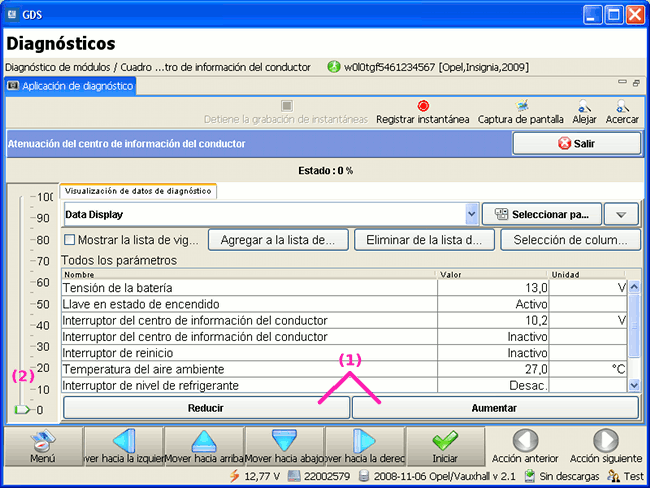 GDS
Diagnósticos
Diagnóstico de módulos / Cuadro ...tro de información del conductor w0l0tgf5461234567 [Opel,Insignia,2009]
Aplicación de diagnóstico
Detiene la grabación de instantáneas Registrar instantánea Captura de pantalla Alejar Acercar
Atenuación del centro de información del conductor Salir
Estado : 0 %
Visualización de datos de diagnóstico
Data Display Seleccionar pa...
Mostrar la lista de vig... Agregar a la lista de... Eliminar de la lista d... Selección de colum...
Todos los parámetros
Nombre Valor Unidad
Tensión de la batería 13,0 V
Llave en estado de encendido Activo
Interruptor del centro de información del conductor 10,2 V
Interruptor del centro de información del conductor Inactivo
Interruptor de reinicio Inactivo
Temperatura del aire ambiente 27,0 °C
Interruptor de nivel de refrigerante Desac.
100
90
80
70
60
50
40
30
20
10
0
(2)
(1)
Reducir Aumentar
Menú over hacia la izquier Mover hacia arriba Mover hacia abajo over hacia la derec Iniciar Acción anterior Acción siguiente
12,77 V 22002579 2008-11-06 Opel/Vauxhall v 2.1 Sin descargas Test